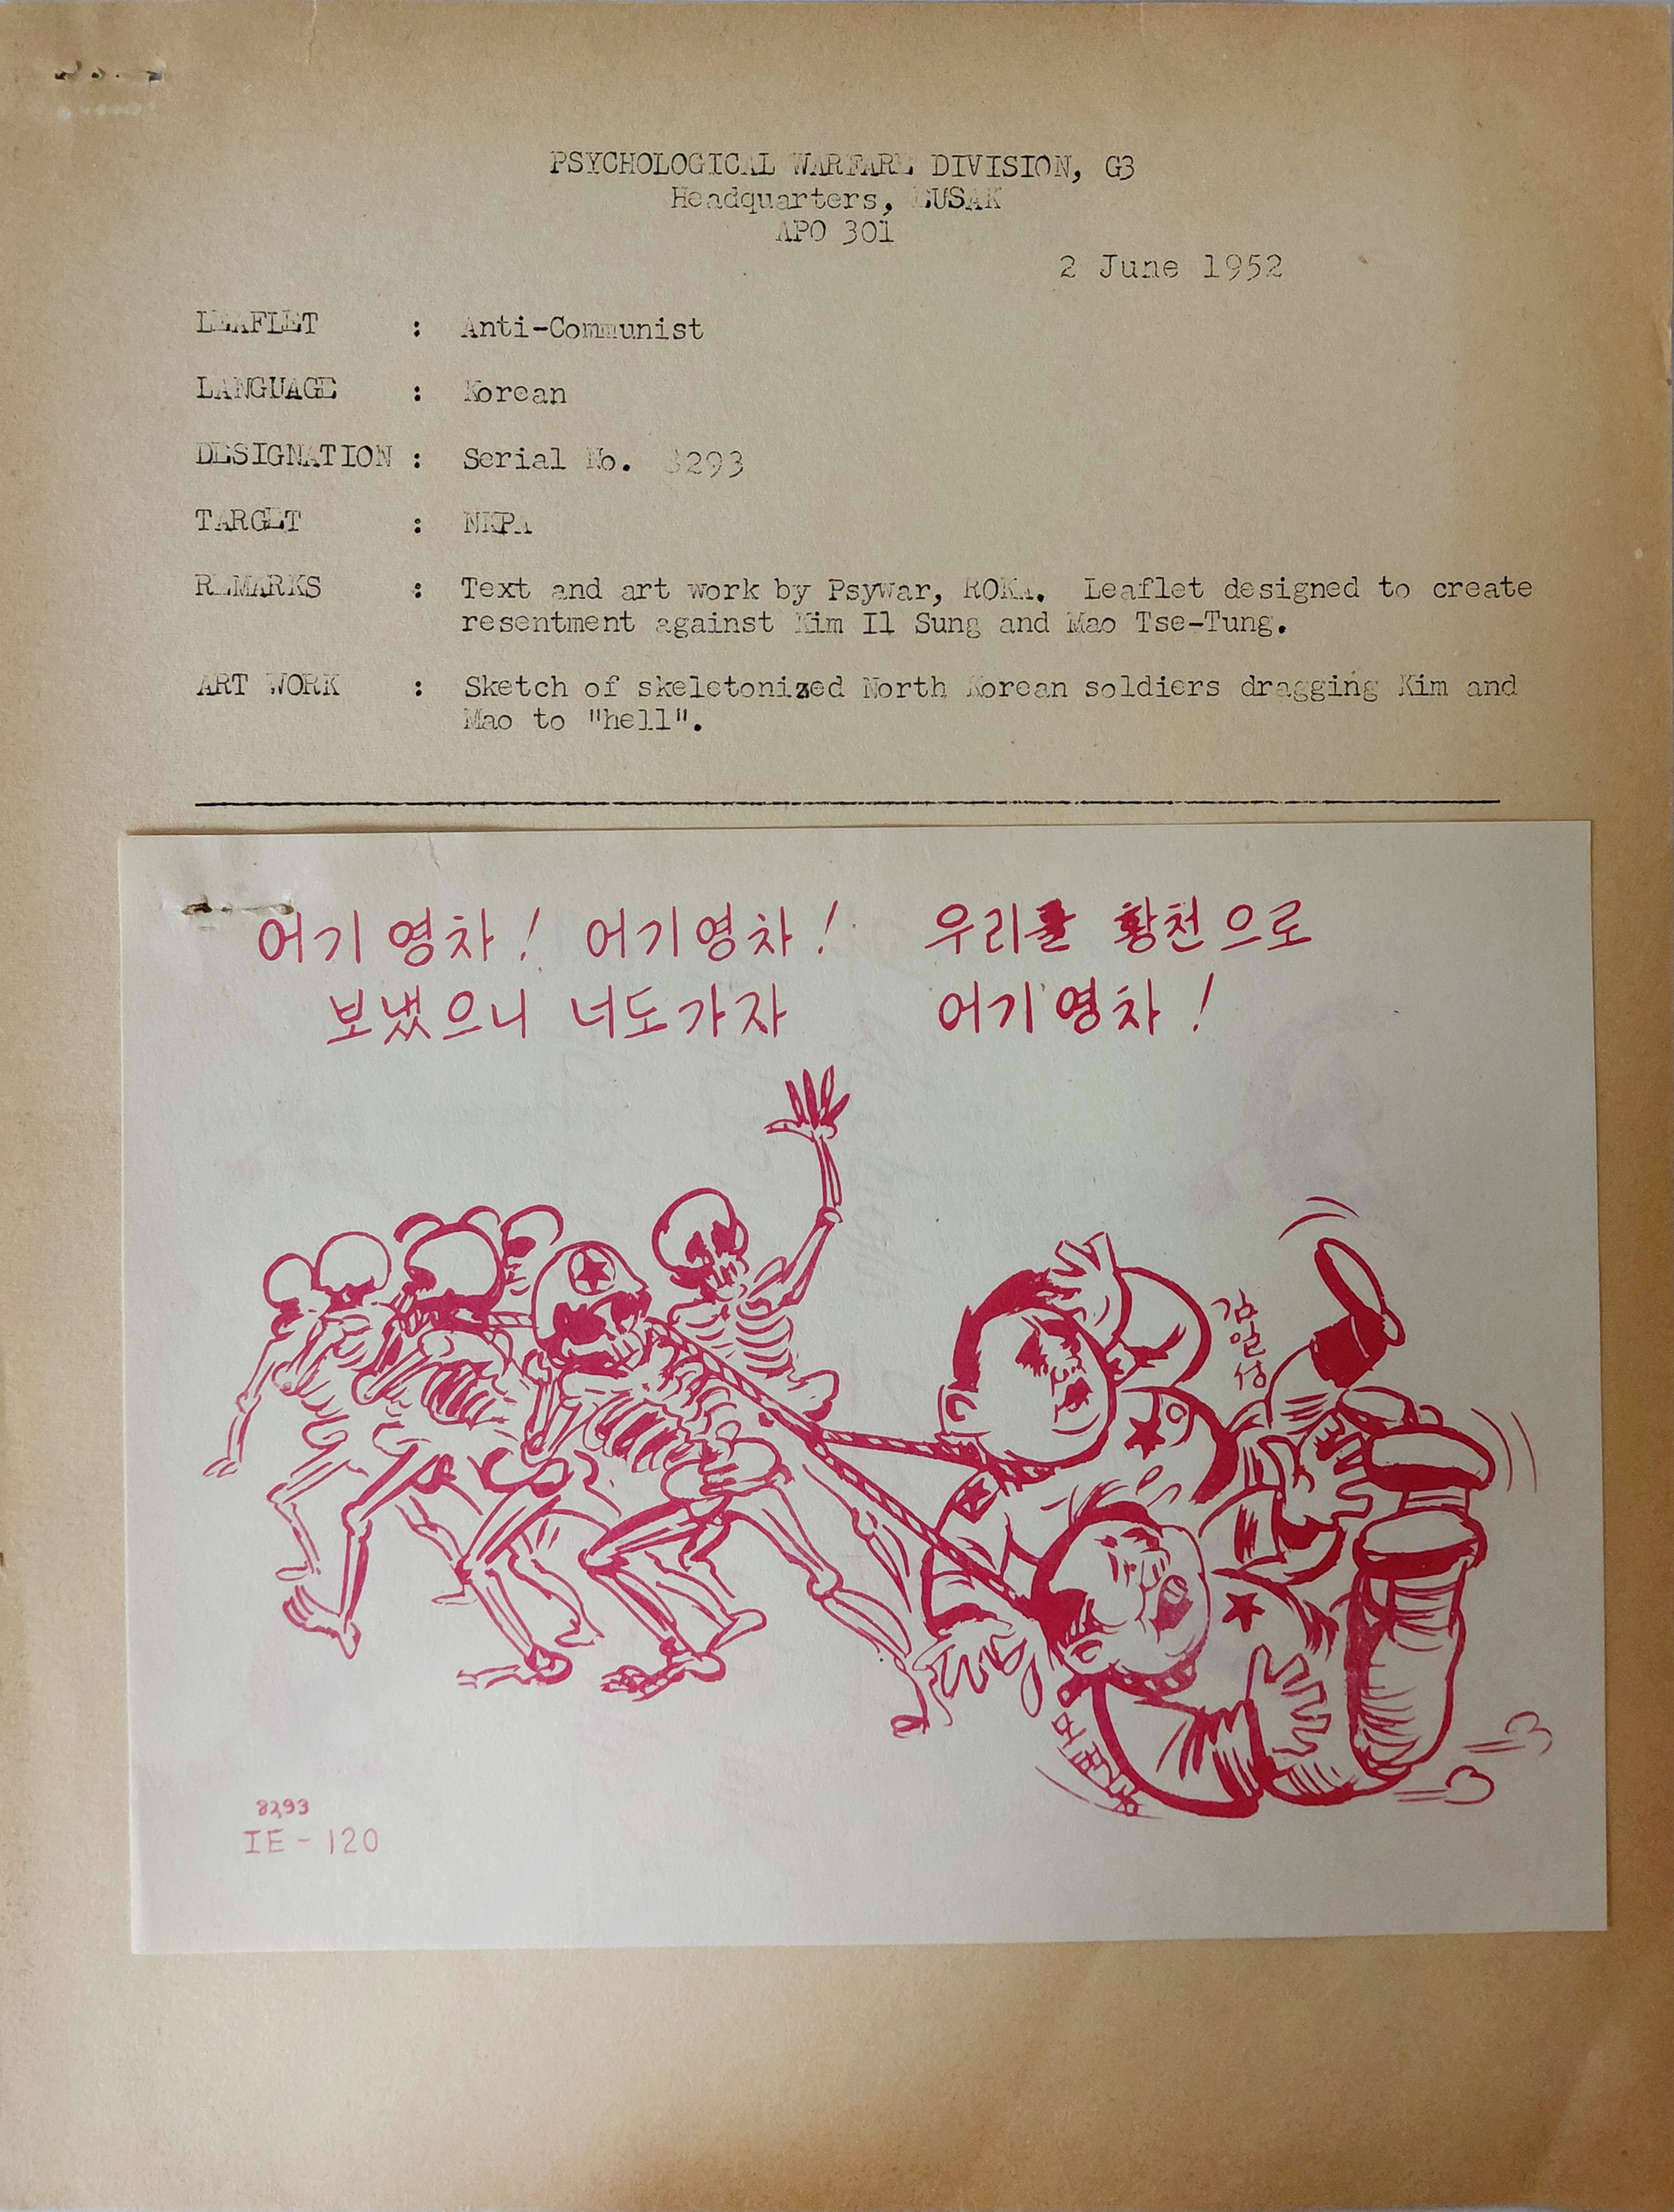 PSYCHOLOGICAL WARFARE DIVISION, G3
Headquarters, EUSAK
APO 301
2 June 1952
LEAFLET : Anti-Communist
LANGUAGE : Korean
DESIGNATION : Serial No. 8293
TARGET : NKPA
REMARKS : Text and art work by Psywar, ROKA. Leaflet designed to create
resentment against Kim Il Sung and Mao Tse-Tung.
ART WORK : Sketch of skeletonized North Korean soldiers dragging Kim and
Mao to "hell".
어기영차! 어기영차! 우리를 황천으로
보냈으니 너도가자 어기영차!
김일성
모택동
8293
IE-120